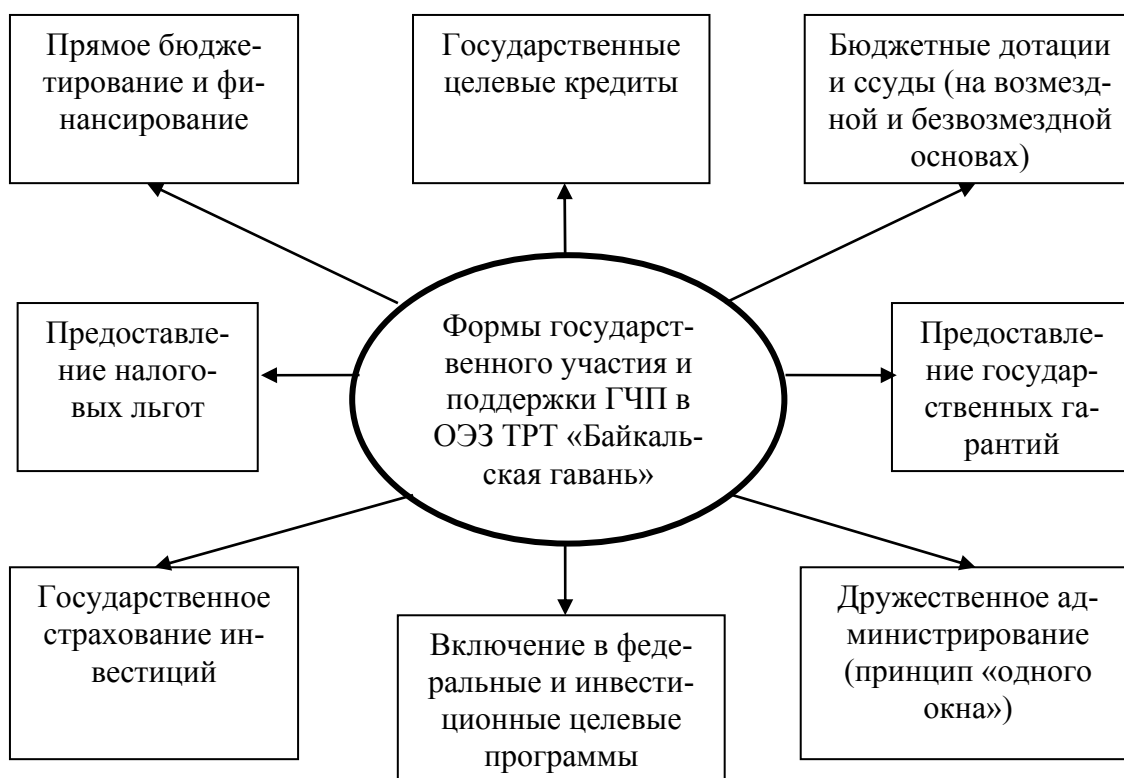 Прямое бюдже-
тирование и фи-
нансирование
Государственные
целевые кредиты
Бюджетные дотации
и ссуды (на возмезд-
ной и безвозмездной
основах)
Предоставле-
ние налого-
вых льгот
Формы государст-
венного участия и
поддержки ГЧП в
ОЭЗ ТРТ «Байкаль-
ская гавань»
Предоставле-
ние государ-
ственных га-
рантий
Государственное
страхование ин-
вестиций
Включение в феде-
ральные и инвести-
ционные целевые
программы
Дружественное ад-
министрирование
(принцип «одного
окна»)